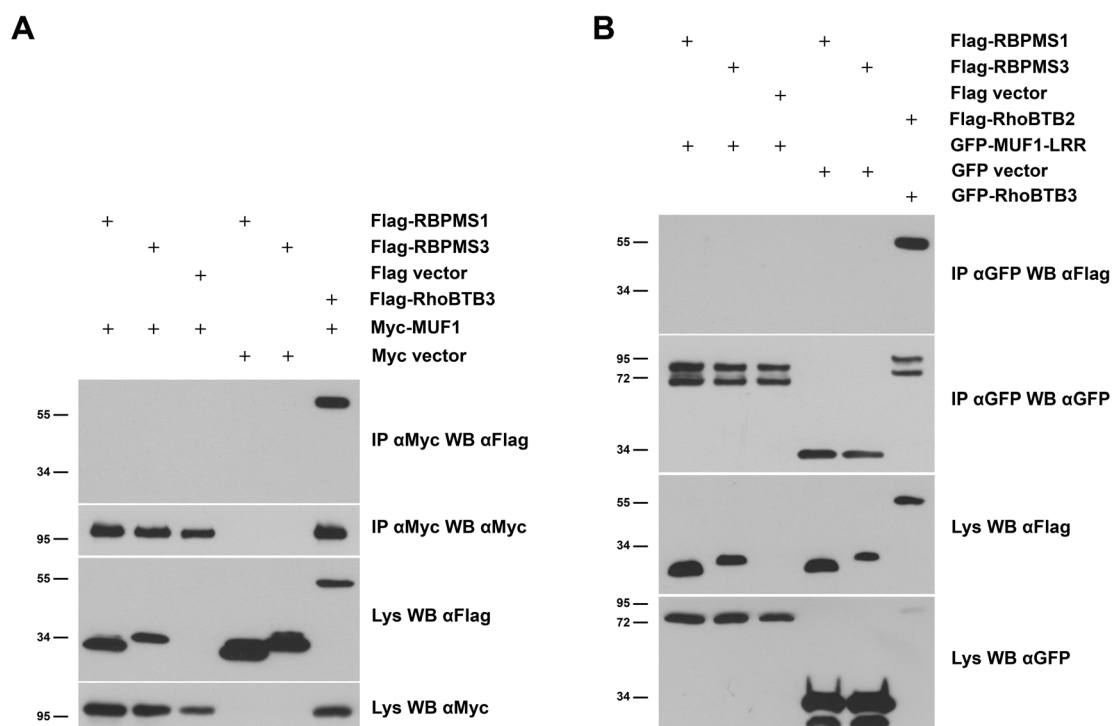 A
+ + Flag-RBPMS1
+ + Flag-RBPMS3
+ Flag vector
+ Flag-RhoBTB3
+ + + + Myc-MUF1
+ + Myc vector
55
34
IP αMyc WB αFlag
95
IP αMyc WB αMyc
55
34
Lys WB αFlag
95
Lys WB αMyc
B
+ + Flag-RBPMS1
+ + Flag-RBPMS3
+ Flag vector
+ Flag-RhoBTB2
+ + + GFP-MUF1-LRR
+ + GFP vector
+ GFP-RhoBTB3
55
34
IP αGFP WB αFlag
95
72
34
IP αGFP WB αGFP
55
34
Lys WB αFlag
95
72
34
Lys WB αGFP